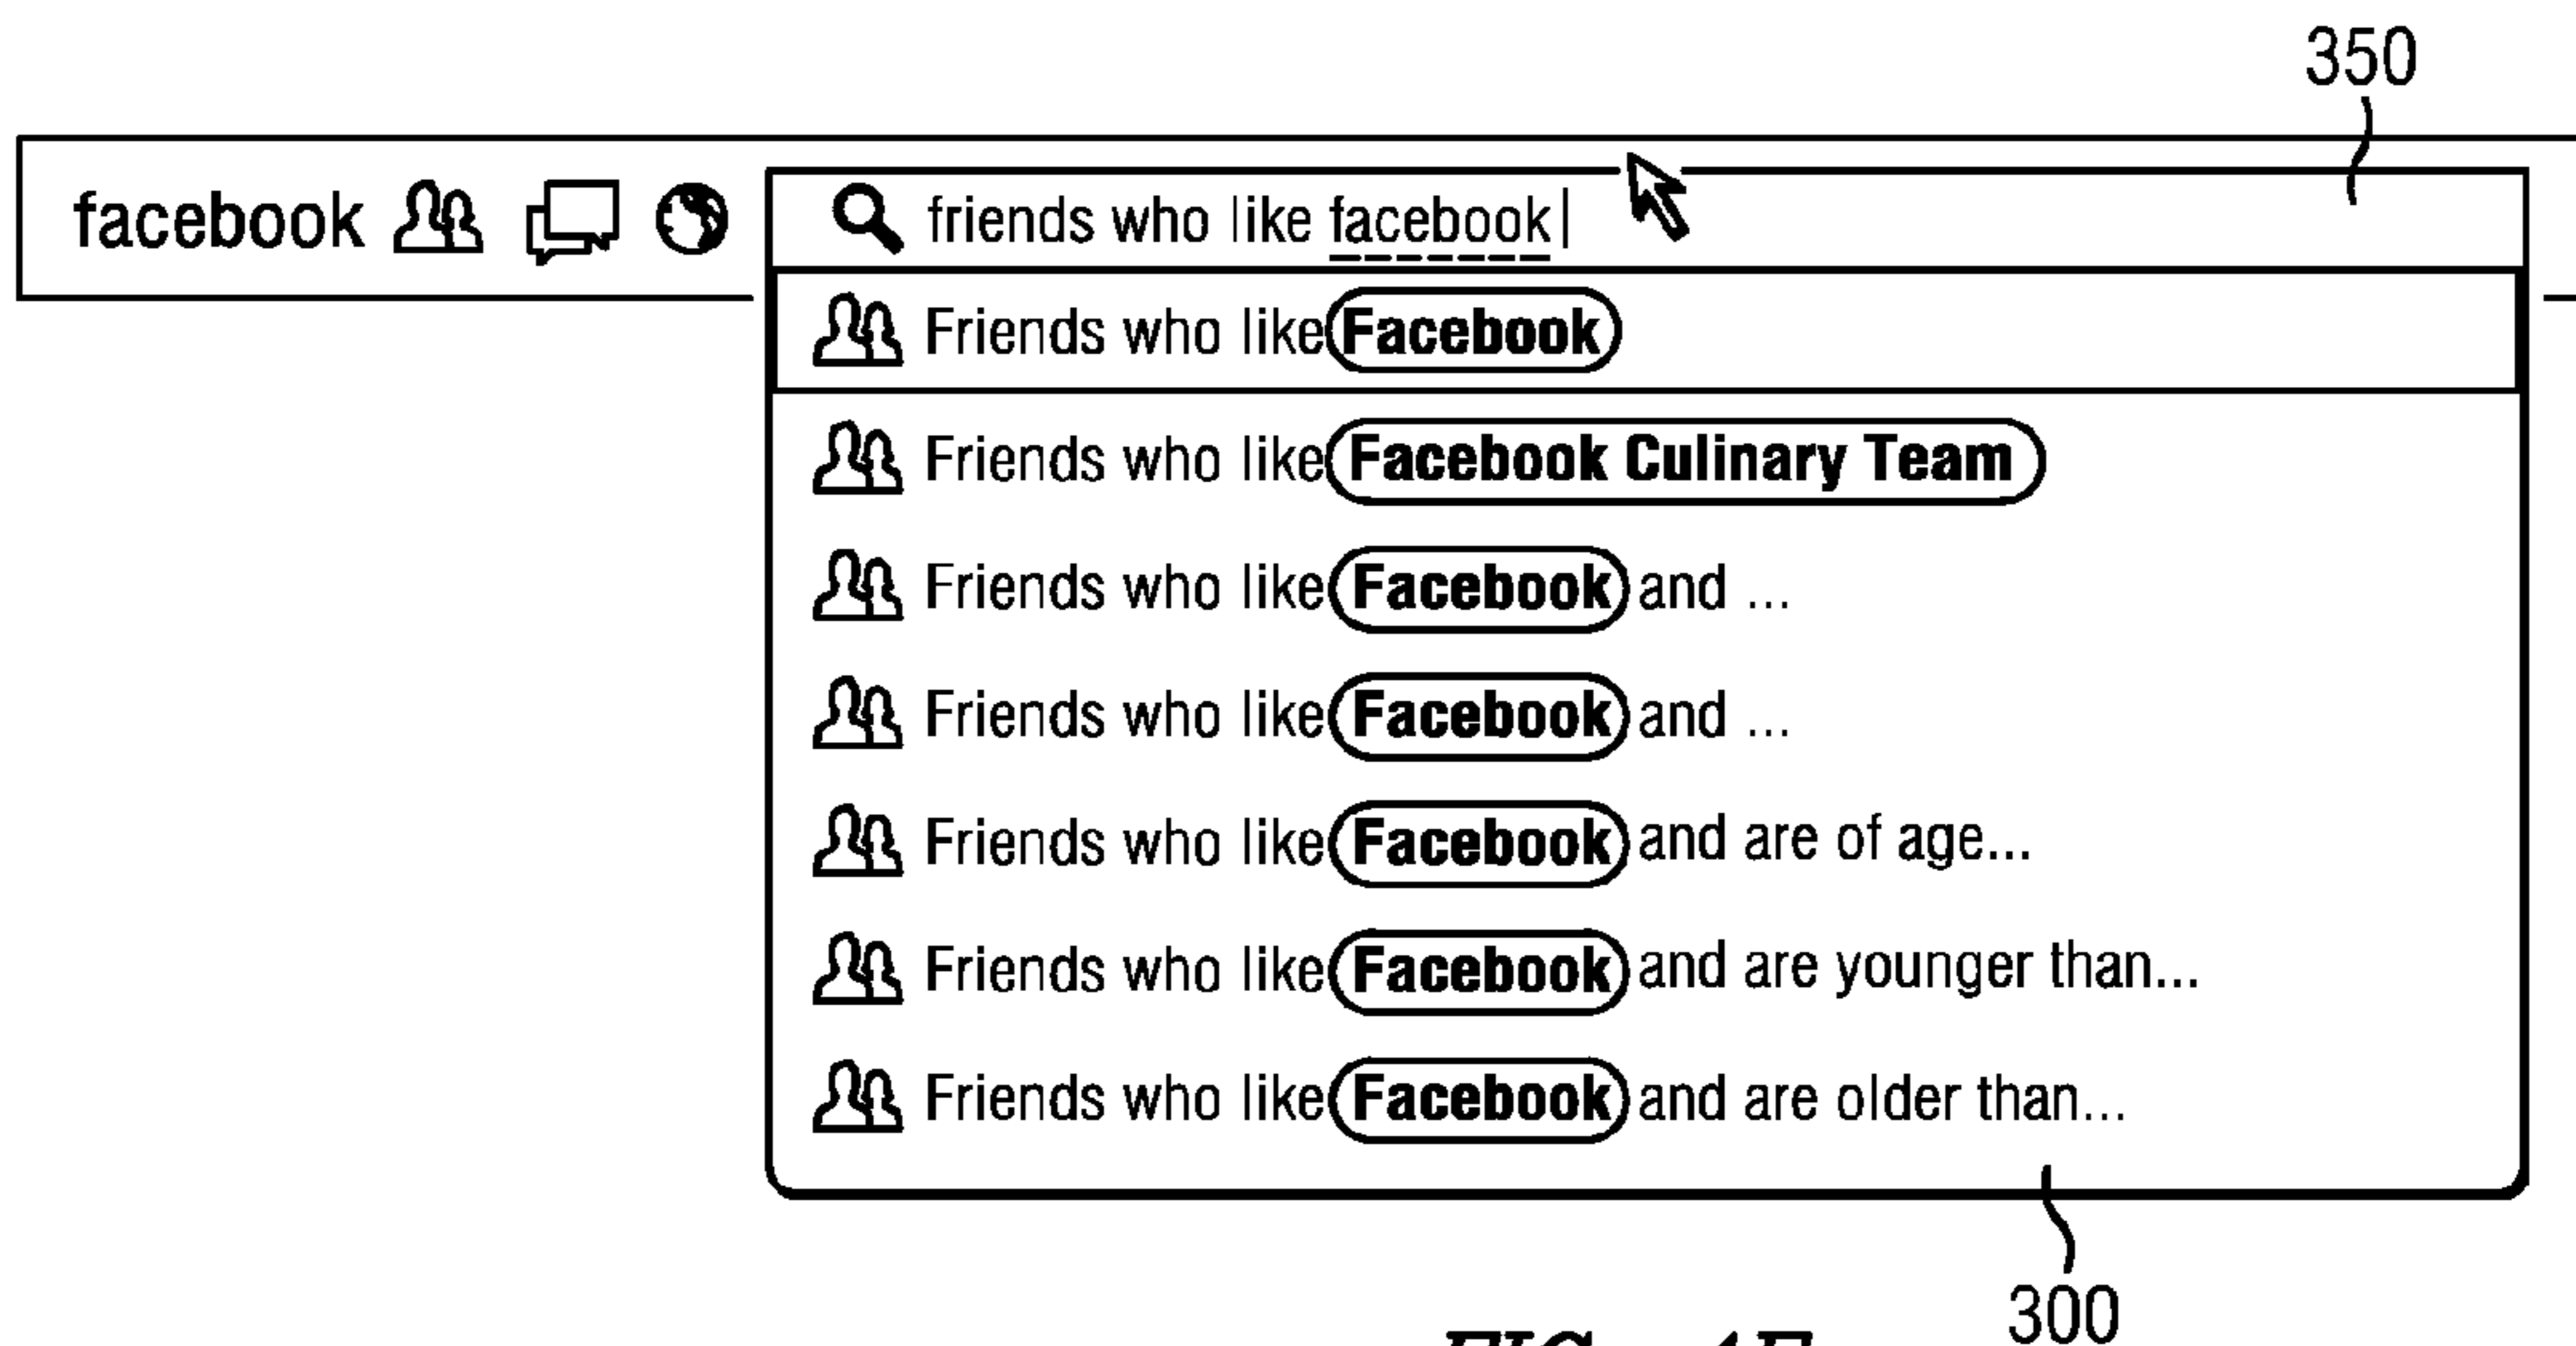 350
facebook
friends who like facebook
Friends who like Facebook
Friends who like Facebook Culinary Team
Friends who like Facebook and ...
Friends who like Facebook and ...
Friends who like Facebook and are of age...
Friends who like Facebook and are younger than...
Friends who like Facebook and are older than...
300